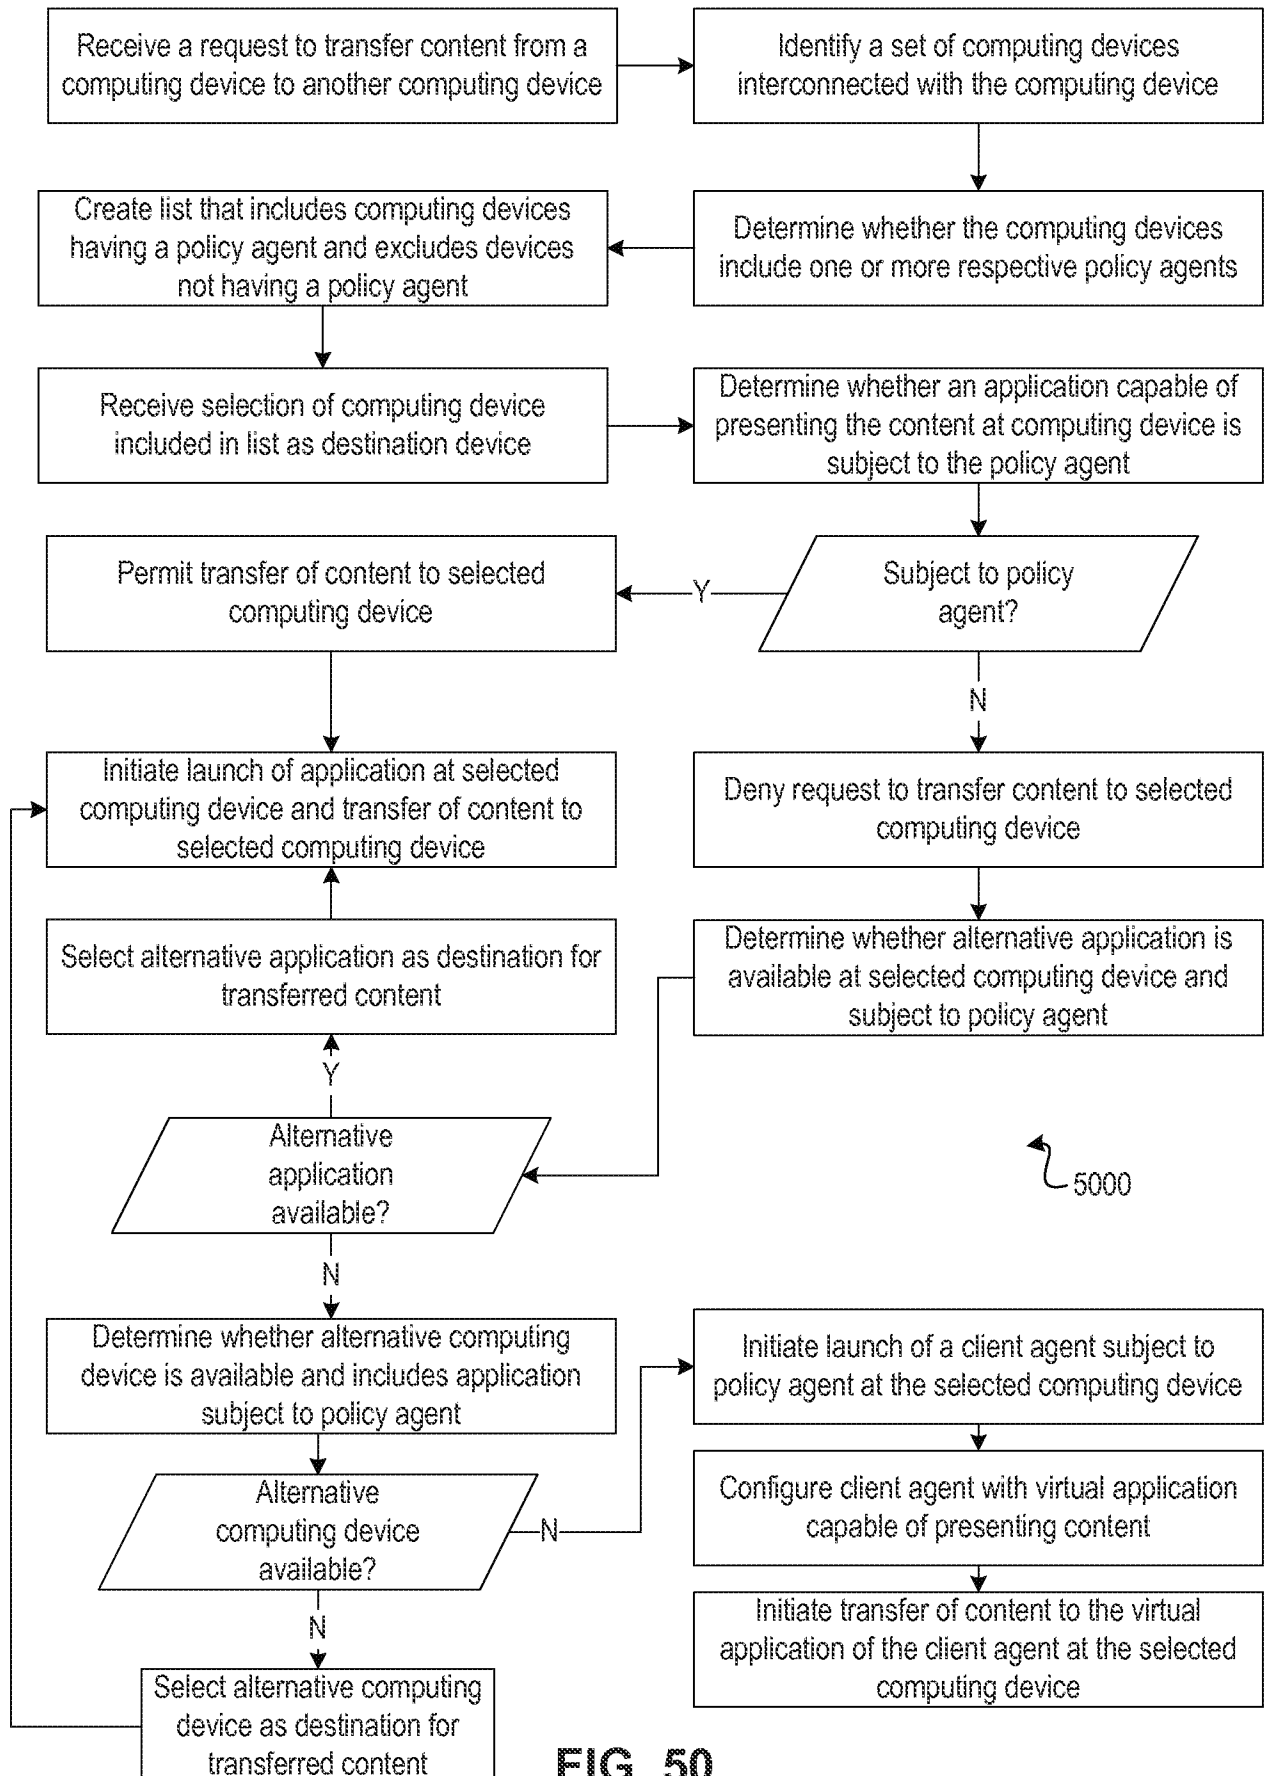 Receive a request to transfer content from a
computing device to another computing device
Identify a set of computing devices
interconnected with the computing device
Determine whether the computing devices
include one or more respective policy agents
Create list that includes computing devices
having a policy agent and excludes devices
not having a policy agent
Receive selection of computing device
included in list as destination device
Determine whether an application capable of
presenting the content at computing device is
subject to the policy agent
Subject to policy
agent?
Y
Permit transfer of content to selected
computing device
N
Initiate launch of application at selected
computing device and transfer of content to
selected computing device
Deny request to transfer content to selected
computing device
Determine whether alternative application is
available at selected computing device and
subject to policy agent
Select alternative application as destination for
transferred content
Y
Alternative
application
available?
5000
N
Determine whether alternative computing
device is available and includes application
subject to policy agent
Initiate launch of a client agent subject to
policy agent at the selected computing device
Alternative
computing device
available?
N
Configure client agent with virtual application
capable of presenting content
N
Initiate transfer of content to the virtual
application of the client agent at the selected
computing device
Select alternative computing
device as destination for
transferred content
FIG. 50